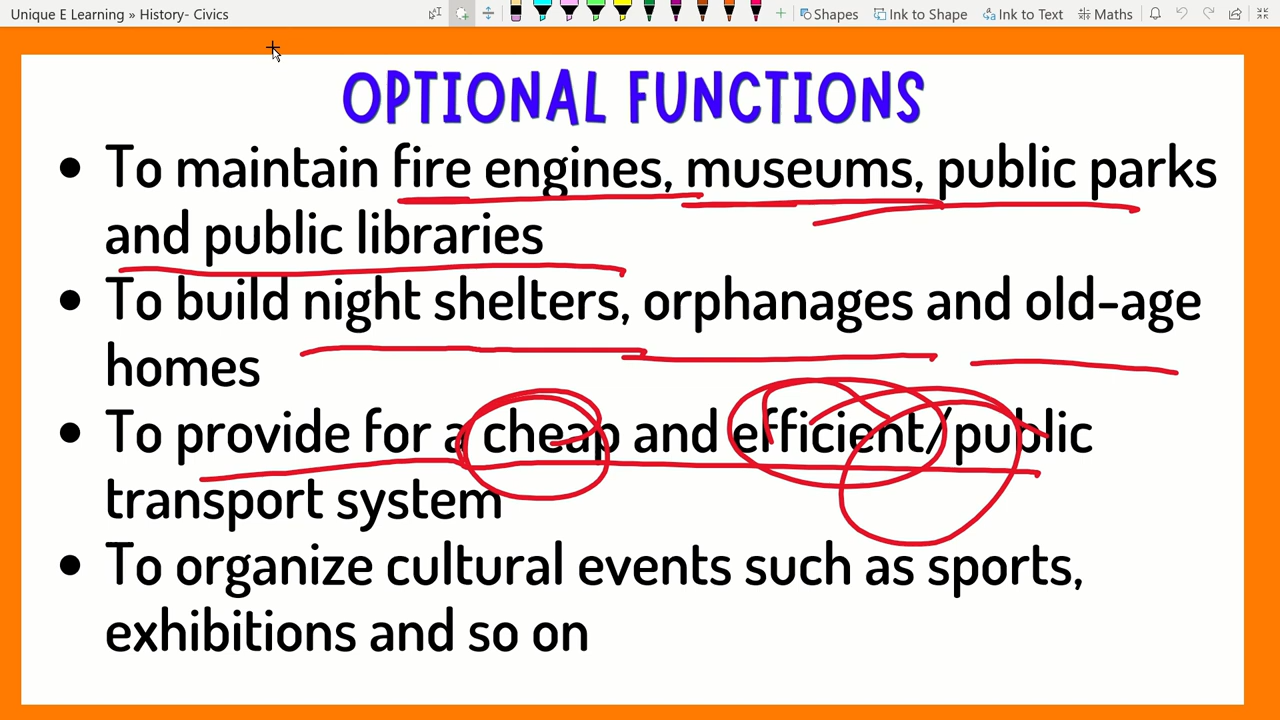 Unique E Learning » History- Civics
Shapes Ink to Shape Ink to Text Maths
OPTIONAL FUNCTIONS
• To maintain fire engines, museums, public parks
and public libraries
• To build night shelters, orphanages and old-age
homes
• To provide for a cheap and efficient/public
transport system
• To organize cultural events such as sports,
exhibitions and so on